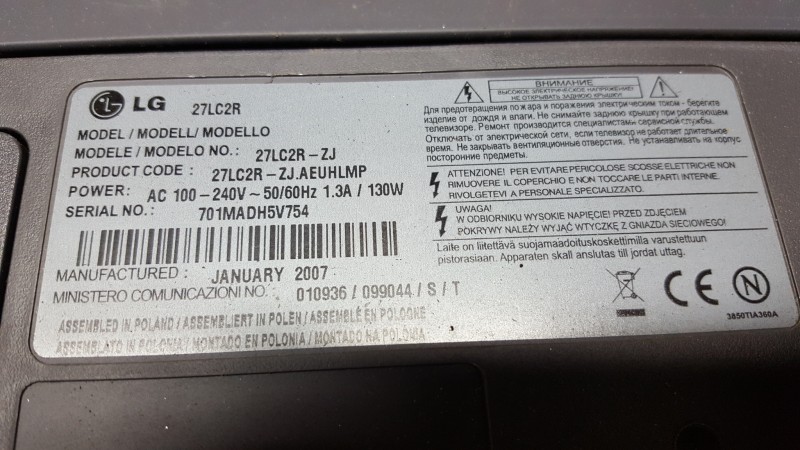 LG 27LC2R
MODEL / MODELL/ MODELLO
MODELE / MODELO NO. : 27LC2R-ZJ
PRODUCT CODE : 27LC2R-ZJ.AEUHLMP
POWER: AC 100-240V~50/60Hz 1.3A / 130W
SERIAL NO.: 701MADH5V754
MANUFACTURED : JANUARY 2007
MINISTERO COMUNICAZIONI NO. 010936 / 099044 / S / T
ASSEMBLED IN POLAND / ASSEMBLIERT IN POLEN / ASSEMBLÉ EN POLOGNE
ASSEMBLATO IN POLONIA / MONTADO EN POLONIA / MONTADO NA POLONIA
ВНИМАНИЕ
ВЫСОКОЕ ЭЛЕКТРИЧЕСКОЕ НАПРЯЖЕНИЕ!
НЕ ОТКРЫВАТЬ ЗАДНЮЮ КРЫШКУ!
Для предотвращения пожара и поражения электрическим током - берегите
изделие от дождя и влаги. Не снимайте заднюю крышку при работающем
телевизоре. Ремонт производится специалистами сервисной службы.
Отключать от электрической сети, если телевизор не работает длительное
время. Не закрывать вентиляционные отверстия. Не устанавливать на корпус
посторонние предметы.
ATTENZIONE! PER EVITARE PERICOLOSE SCOSSE ELETTRICHE NON
RIMUOVERE IL COPERCHIO E NON TOCCARE LE PARTI INTERNE.
RIVOLGETEVI A PERSONALE SPECIALIZZATO.
UWAGA!
W ODBIORNIKU WYSOKIE NAPIĘCIE! PRZED ZDJĘCIEM
POKRYWY NALEŻY WYJĄĆ WTYCZKĘ Z GNIAZDA SIECIOWEGO!
Laite on liitettävä suojamaadoituskoskettimilla varustettuun
pistorasiaan. Apparaten skall anslutas till jordat uttag.
CE N
3850TIA360A